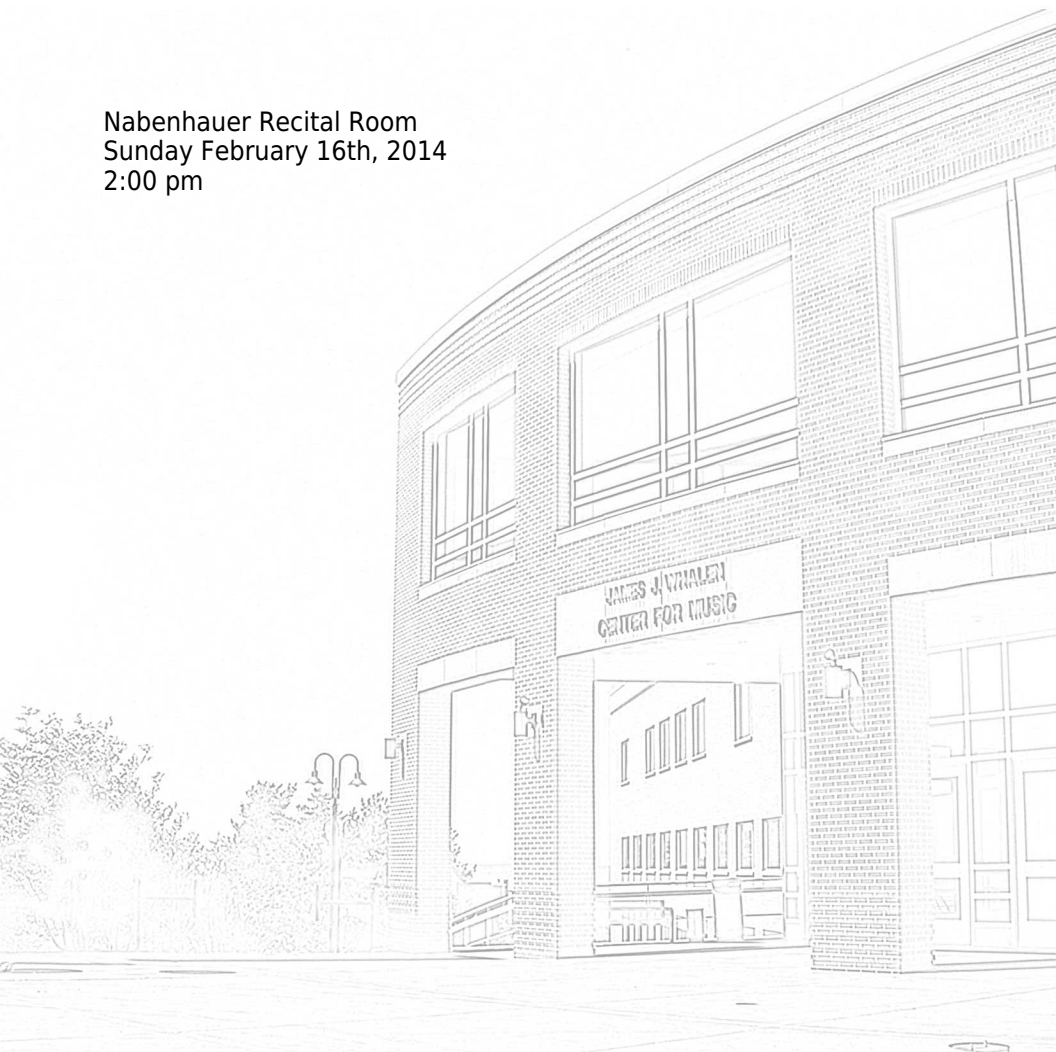 Nabenhauer Recital Room
Sunday February 16th, 2014
2:00 pm
JAMES J. WHALEN
CENTER FOR MUSIC